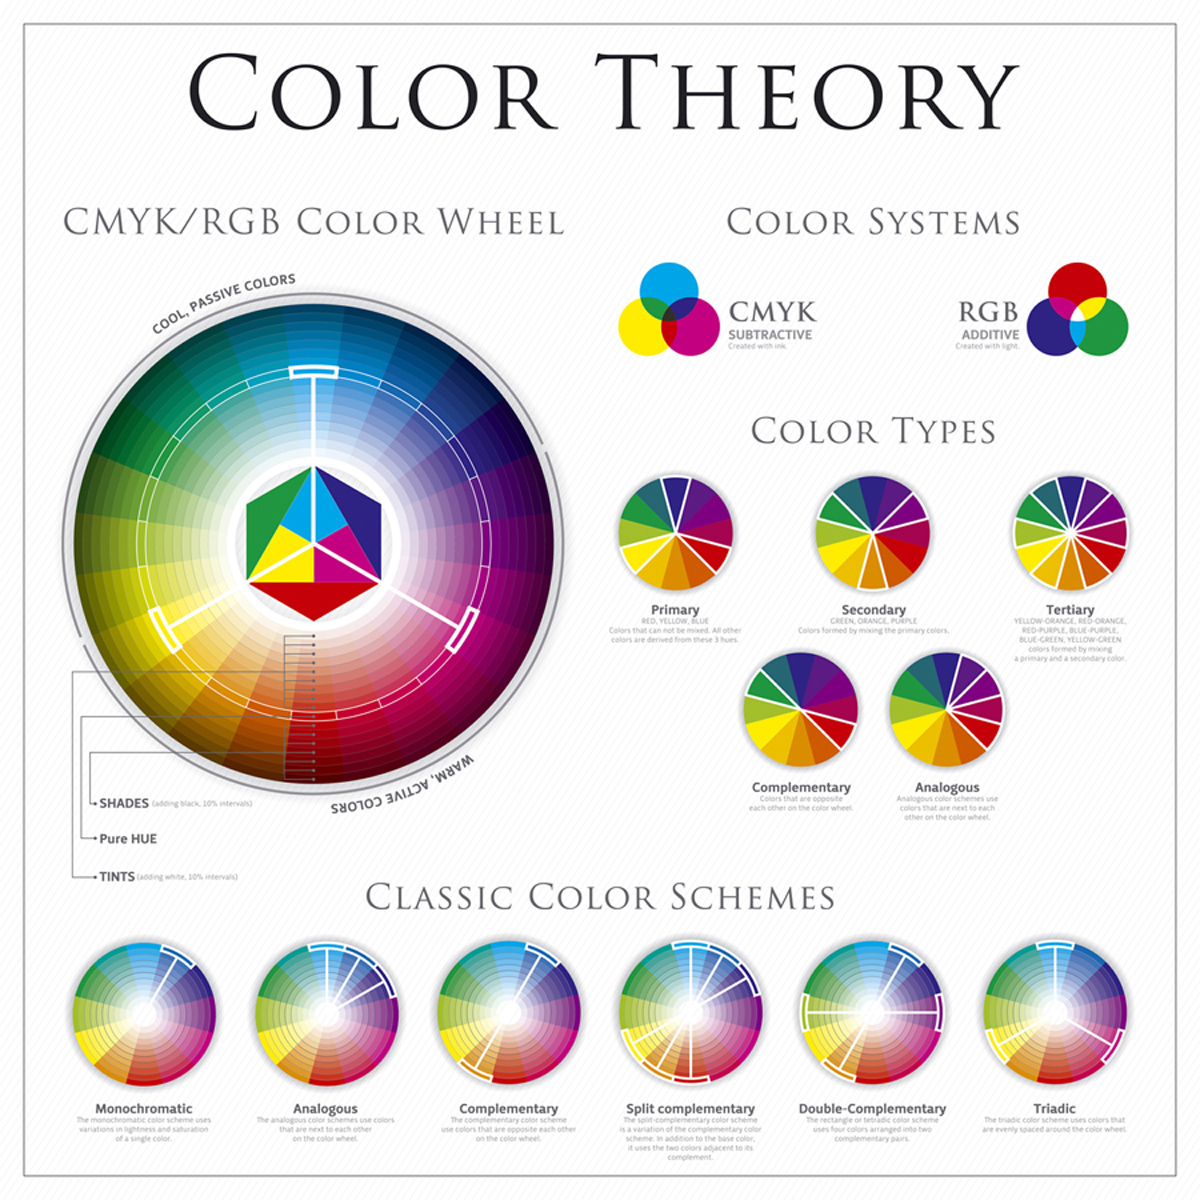 COLOR THEORY
CMYK/RGB COLOR WHEEL
COOL, PASSIVE COLORS
WARM, ACTIVE COLORS
SHADES (adding black, 10% intervals)
Pure HUE
TINTS (adding white, 10% intervals)
COLOR SYSTEMS
CMYK
SUBTRACTIVE
Created with ink.
RGB
ADDITIVE
Created with light.
COLOR TYPES
Primary
RED, YELLOW, BLUE
Colors that can not be mixed. All other
colors are derived from these 3 hues.
Secondary
GREEN, ORANGE, PURPLE
Colors formed by mixing the primary colors.
Tertiary
YELLOW-ORANGE, RED-ORANGE,
RED-PURPLE, BLUE-PURPLE,
BLUE-GREEN, YELLOW-GREEN
colors formed by mixing
a primary and a secondary color.
Complementary
Colors that are opposite
each other on the color wheel.
Analogous
Analogous color schemes use
colors that are next to each
other on the color wheel.
CLASSIC COLOR SCHEMES
Monochromatic
The monochromatic color scheme uses
variations in lightness and saturation
of a single color.
Analogous
The analogous color schemes use colors
that are next to each other
on the color wheel.
Complementary
The complementary color scheme
use colors that are opposite each other
on the color wheel.
Split complementary
The split-complementary color scheme
is a variation of the complementary color
scheme. In addition to the base color,
it uses the two colors adjacent to its
complement.
Double-Complementary
The rectangle or tetradic color scheme
uses four colors arranged into two
complementary pairs.
Triadic
The triadic color scheme uses colors that
are evenly spaced around the color wheel.